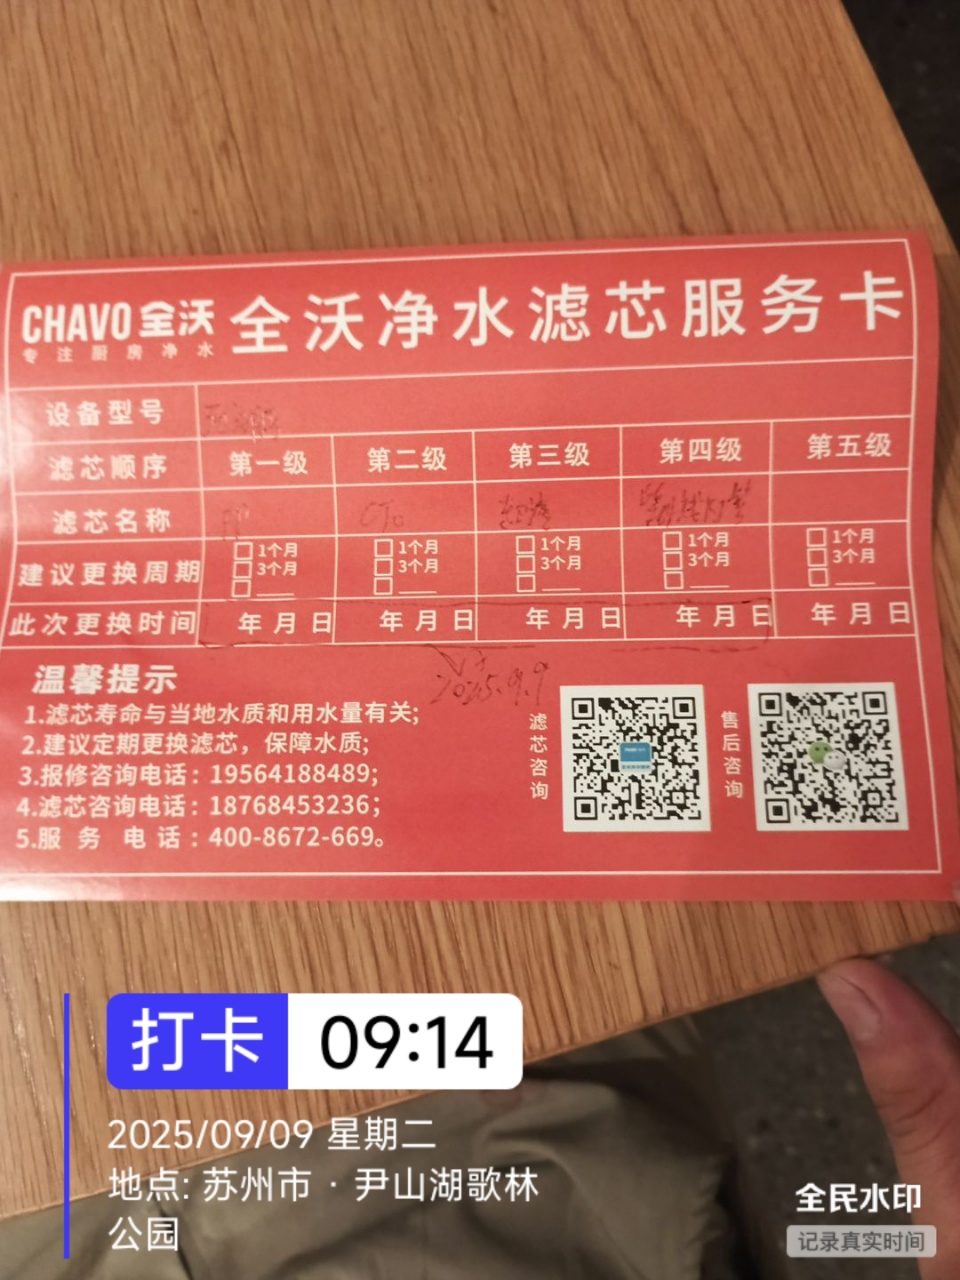 CHAVO 全沃
专注厨房净水
全沃净水滤芯服务卡
设备型号
滤芯顺序 第一级 第二级 第三级 第四级 第五级
滤芯名称 PP CTO 超滤
建议更换周期 1个月 1个月 1个月 1个月 1个月
3个月 3个月 3个月 3个月 3个月
此次更换时间 年月日 年月日 年月日 年月日 年月日
2025.9.9
温馨提示
1.滤芯寿命与当地水质和用水量有关;
2.建议定期更换滤芯，保障水质;
3.报修咨询电话：19564188489;
4.滤芯咨询电话：18768453236;
5.服务电话：400-8672-669。
滤芯咨询
售后咨询
打卡 09:14
2025/09/09 星期二
地点: 苏州市 · 尹山湖歌林
公园
全民水印
记录真实时间